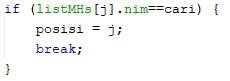 if (listMHs[j].nim==cari) {
posisi = j;
break;
}